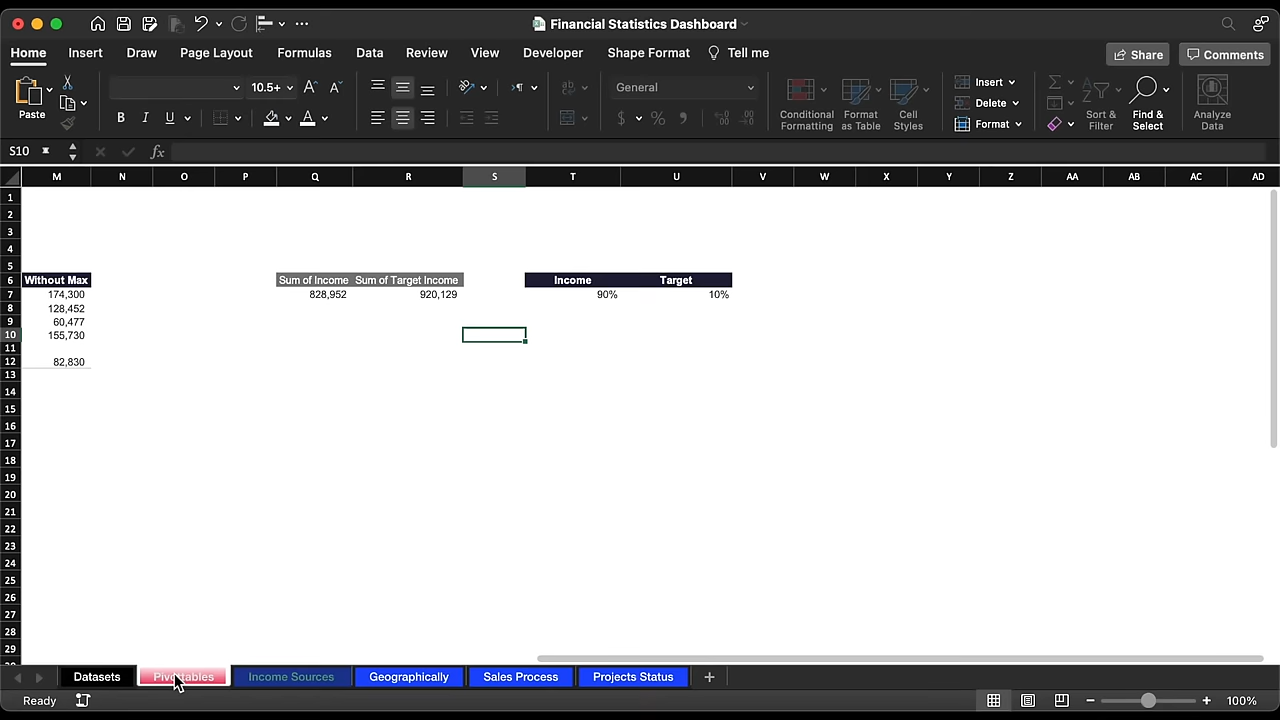 Financial Statistics Dashboard
Home Insert Draw Page Layout Formulas Data Review View Developer Shape Format Tell me Share Comments
Paste 10.5+ A A General Conditional Formatting Format as Table Cell Styles Insert Delete Format Sort & Filter Find & Select Analyze Data
B I U A $ % 
S10 fx
M N O P Q R S T U V W X Y Z AA AB AC AD
1
2
3
4
5
6 Without Max Sum of Income Sum of Target Income Income Target
7 174,300 828,952 920,129 90% 10%
8 128,452
9 60,477
10 155,730
11
12 82,830
13
14
15
16
17
18
19
20
21
22
23
24
25
26
27
28
29
Datasets Income Sources Geographically Sales Process Projects Status +
Ready 100%